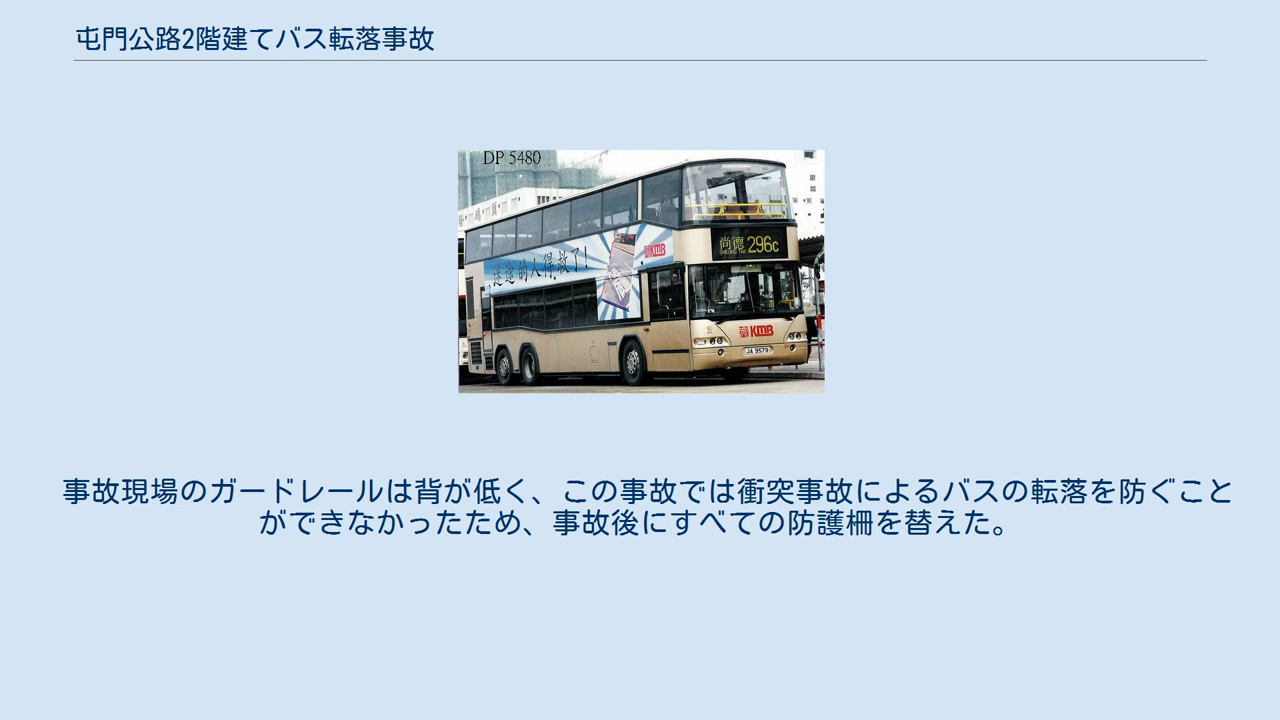 屯門公路2階建てバス転落事故
DP 5480
KMB
尚德 296c
KMB
JA 9579
事故現場のガードレールは背が低く、この事故では衝突事故によるバスの転落を防ぐこと
ができなかったため、事故後にすべての防護柵を替えた。